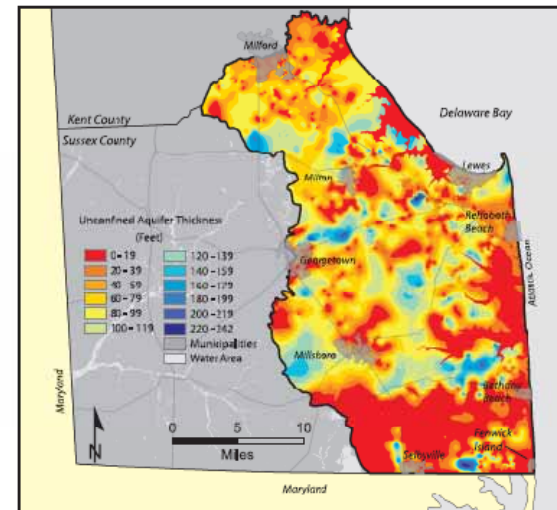 Milford
Kent County
Sussex County
Delaware Bay
Lewes
Milton
Rehoboth
Beach
Unconfined Aquifer Thickness
(Feet)
0-19
20-39
40-59
60-79
80-99
100-119
120-139
140-159
160-179
180-199
200-219
220-242
Municipalities
Water Area
Georgetown
Atlantic Ocean
Millsboro
Bethany
Beach
Maryland
N
0 5 10
Miles
Selbyville
Fenwick
Island
Maryland